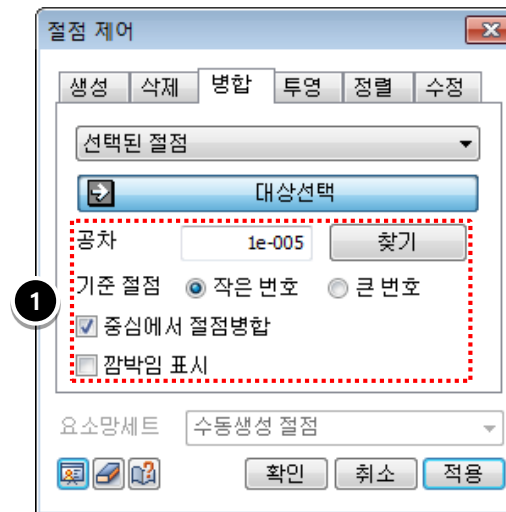 절점 제어
생성 삭제 병합 투영 정렬 수정
선택된 절점
대상선택
공차 1e-005 찾기
기준 절점 작은 번호 큰 번호
1
중심에서 절점병합
깜박임 표시
요소망세트 수동생성 절점
확인 취소 적용